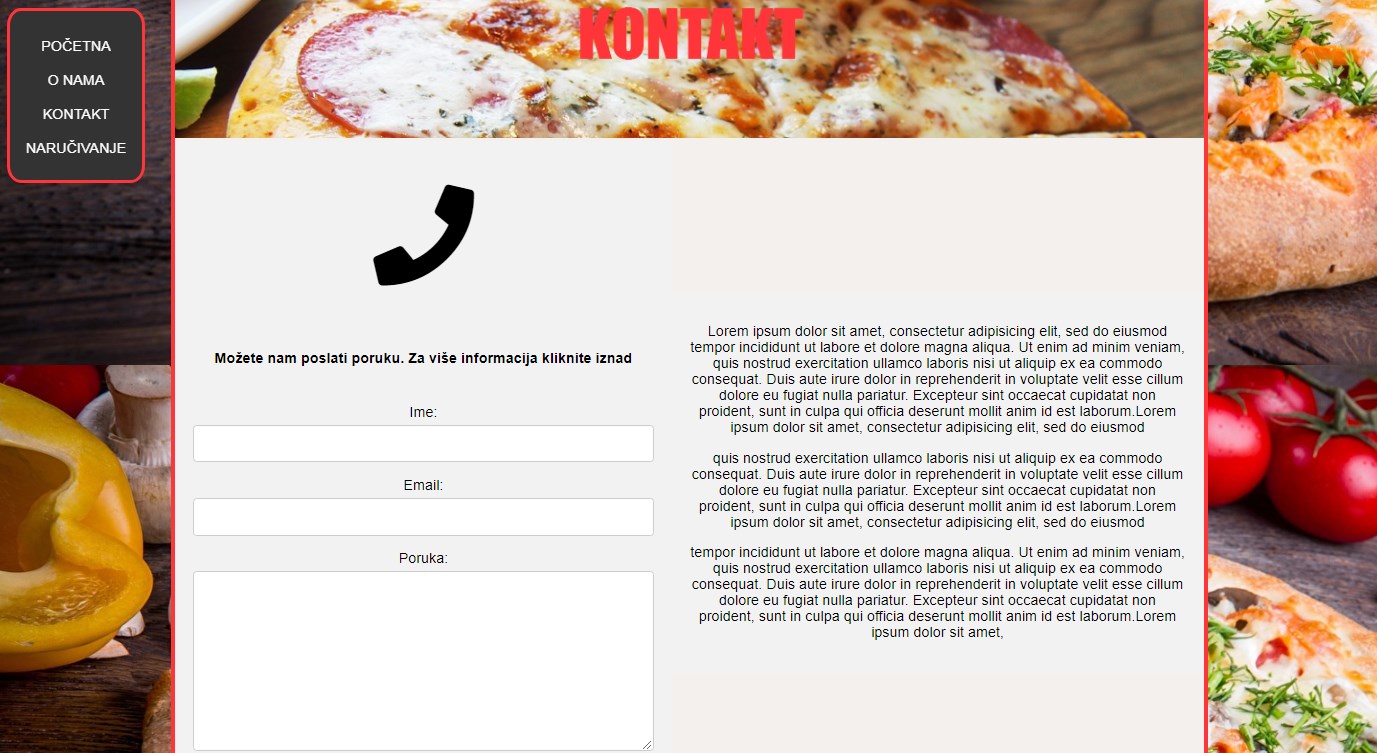 POČETNA
O NAMA
KONTAKT
NARUČIVANJE
KONTAKT
Možete nam poslati poruku. Za više informacija kliknite iznad
Ime:
Email:
Poruka:
Lorem ipsum dolor sit amet, consectetur adipisicing elit, sed do eiusmod
tempor incididunt ut labore et dolore magna aliqua. Ut enim ad minim veniam,
quis nostrud exercitation ullamco laboris nisi ut aliquip ex ea commodo
consequat. Duis aute irure dolor in reprehenderit in voluptate velit esse cillum
dolore eu fugiat nulla pariatur. Excepteur sint occaecat cupidatat non
proident, sunt in culpa qui officia deserunt mollit anim id est laborum.Lorem
ipsum dolor sit amet, consectetur adipisicing elit, sed do eiusmod
quis nostrud exercitation ullamco laboris nisi ut aliquip ex ea commodo
consequat. Duis aute irure dolor in reprehenderit in voluptate velit esse cillum
dolore eu fugiat nulla pariatur. Excepteur sint occaecat cupidatat non
proident, sunt in culpa qui officia deserunt mollit anim id est laborum.Lorem
ipsum dolor sit amet, consectetur adipisicing elit, sed do eiusmod
tempor incididunt ut labore et dolore magna aliqua. Ut enim ad minim veniam,
quis nostrud exercitation ullamco laboris nisi ut aliquip ex ea commodo
consequat. Duis aute irure dolor in reprehenderit in voluptate velit esse cillum
dolore eu fugiat nulla pariatur. Excepteur sint occaecat cupidatat non
proident, sunt in culpa qui officia deserunt mollit anim id est laborum.Lorem
ipsum dolor sit amet,